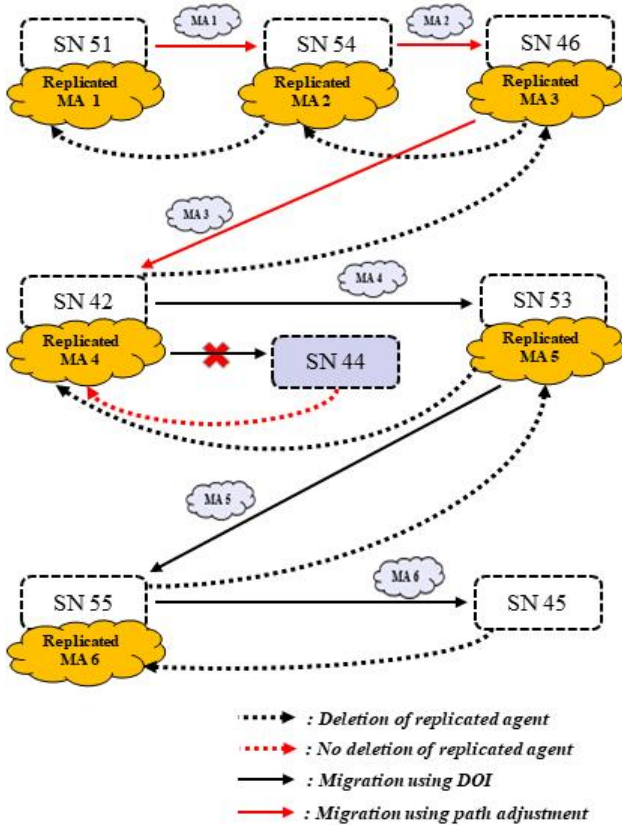 SN 51
MA 1
SN 54
MA 2
SN 46
Replicated
MA 1
Replicated
MA 2
Replicated
MA 3
MA 3
SN 42
MA 4
SN 53
Replicated
MA 4
SN 44
Replicated
MA 5
MA 5
SN 55
MA 6
SN 45
Replicated
MA 6
: Deletion of replicated agent
: No deletion of replicated agent
: Migration using DOI
: Migration using path adjustment